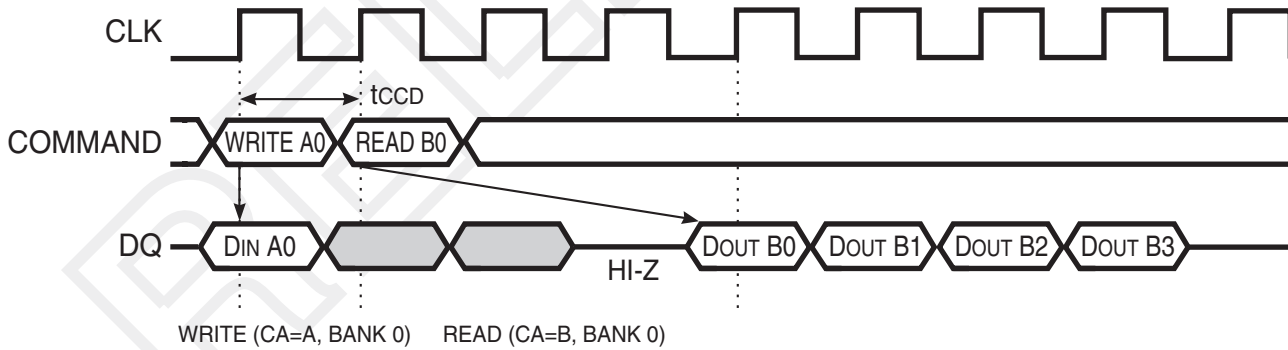 CLK
tCCD
COMMAND WRITE A0 READ B0
DQ DIN A0 HI-Z DOUT B0 DOUT B1 DOUT B2 DOUT B3
WRITE (CA=A, BANK 0) READ (CA=B, BANK 0)